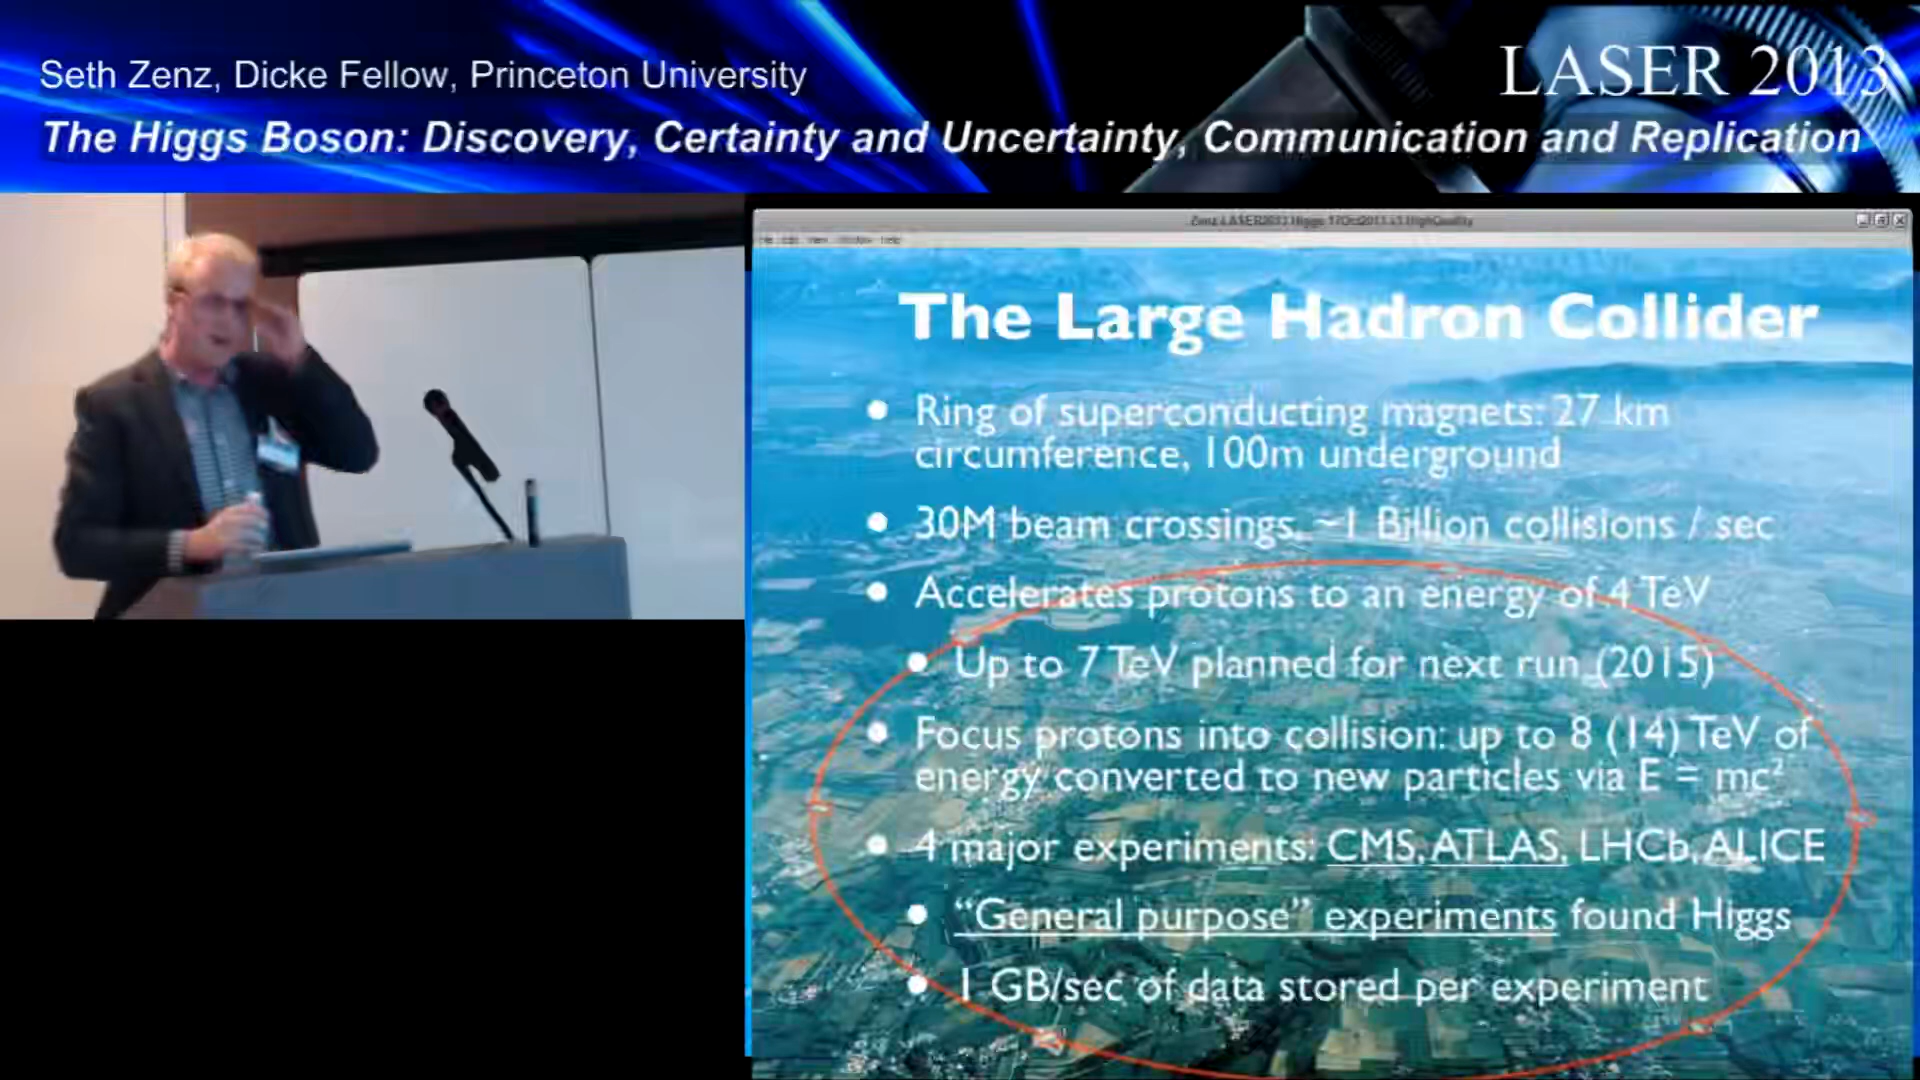 Seth Zenz, Dicke Fellow, Princeton University
LASER 2013
The Higgs Boson: Discovery, Certainty and Uncertainty, Communication and Replication
The Large Hadron Collider
• Ring of superconducting magnets: 27 km
circumference, 100m underground
• 30M beam crossings, ~1 Billion collisions / sec
• Accelerates protons to an energy of 4 TeV
• Up to 7 TeV planned for next run (2015)
• Focus protons into collision: up to 8 (14) TeV of
energy converted to new particles via E = mc²
• 4 major experiments: CMS, ATLAS, LHCb, ALICE
• “General purpose” experiments found Higgs
• 1 GB/sec of data stored per experiment